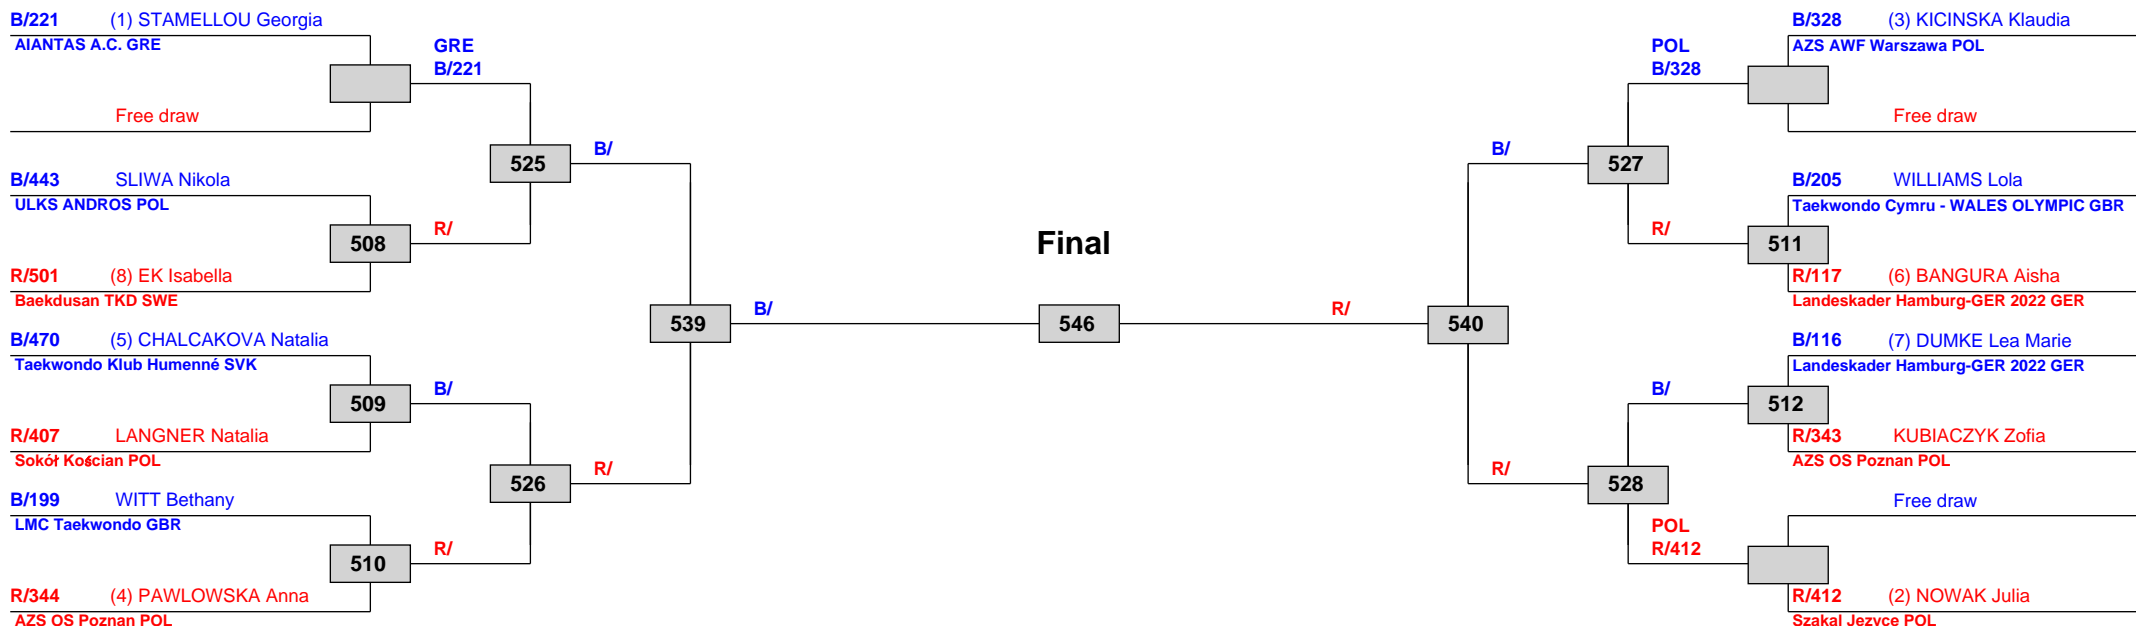 B/221 (1) STAMELLOU Georgia
AIANTAS A.C. GRE
GRE
B/221
Free draw
525
B/
B/443 SLIWA Nikola
ULKS ANDROS POL
508
R/
R/501 (8) EK Isabella
Baekdusan TKD SWE
539
B/
B/470 (5) CHALCAKOVA Natalia
Taekwondo Klub Humenné SVK
509
B/
R/407 LANGNER Natalia
Sokół Kościan POL
526
R/
B/199 WITT Bethany
LMC Taekwondo GBR
510
R/
R/344 (4) PAWLOWSKA Anna
AZS OS Poznan POL
Final
546
R/
540
B/328 (3) KICINSKA Klaudia
AZS AWF Warszawa POL
POL
B/328
Free draw
B/
527
B/205 WILLIAMS Lola
Taekwondo Cymru - WALES OLYMPIC GBR
R/
511
R/117 (6) BANGURA Aisha
Landeskader Hamburg-GER 2022 GER
B/116 (7) DUMKE Lea Marie
Landeskader Hamburg-GER 2022 GER
B/
512
R/343 KUBIACZYK Zofia
AZS OS Poznan POL
R/
528
Free draw
POL
R/412
R/412 (2) NOWAK Julia
Szakal Jezyce POL